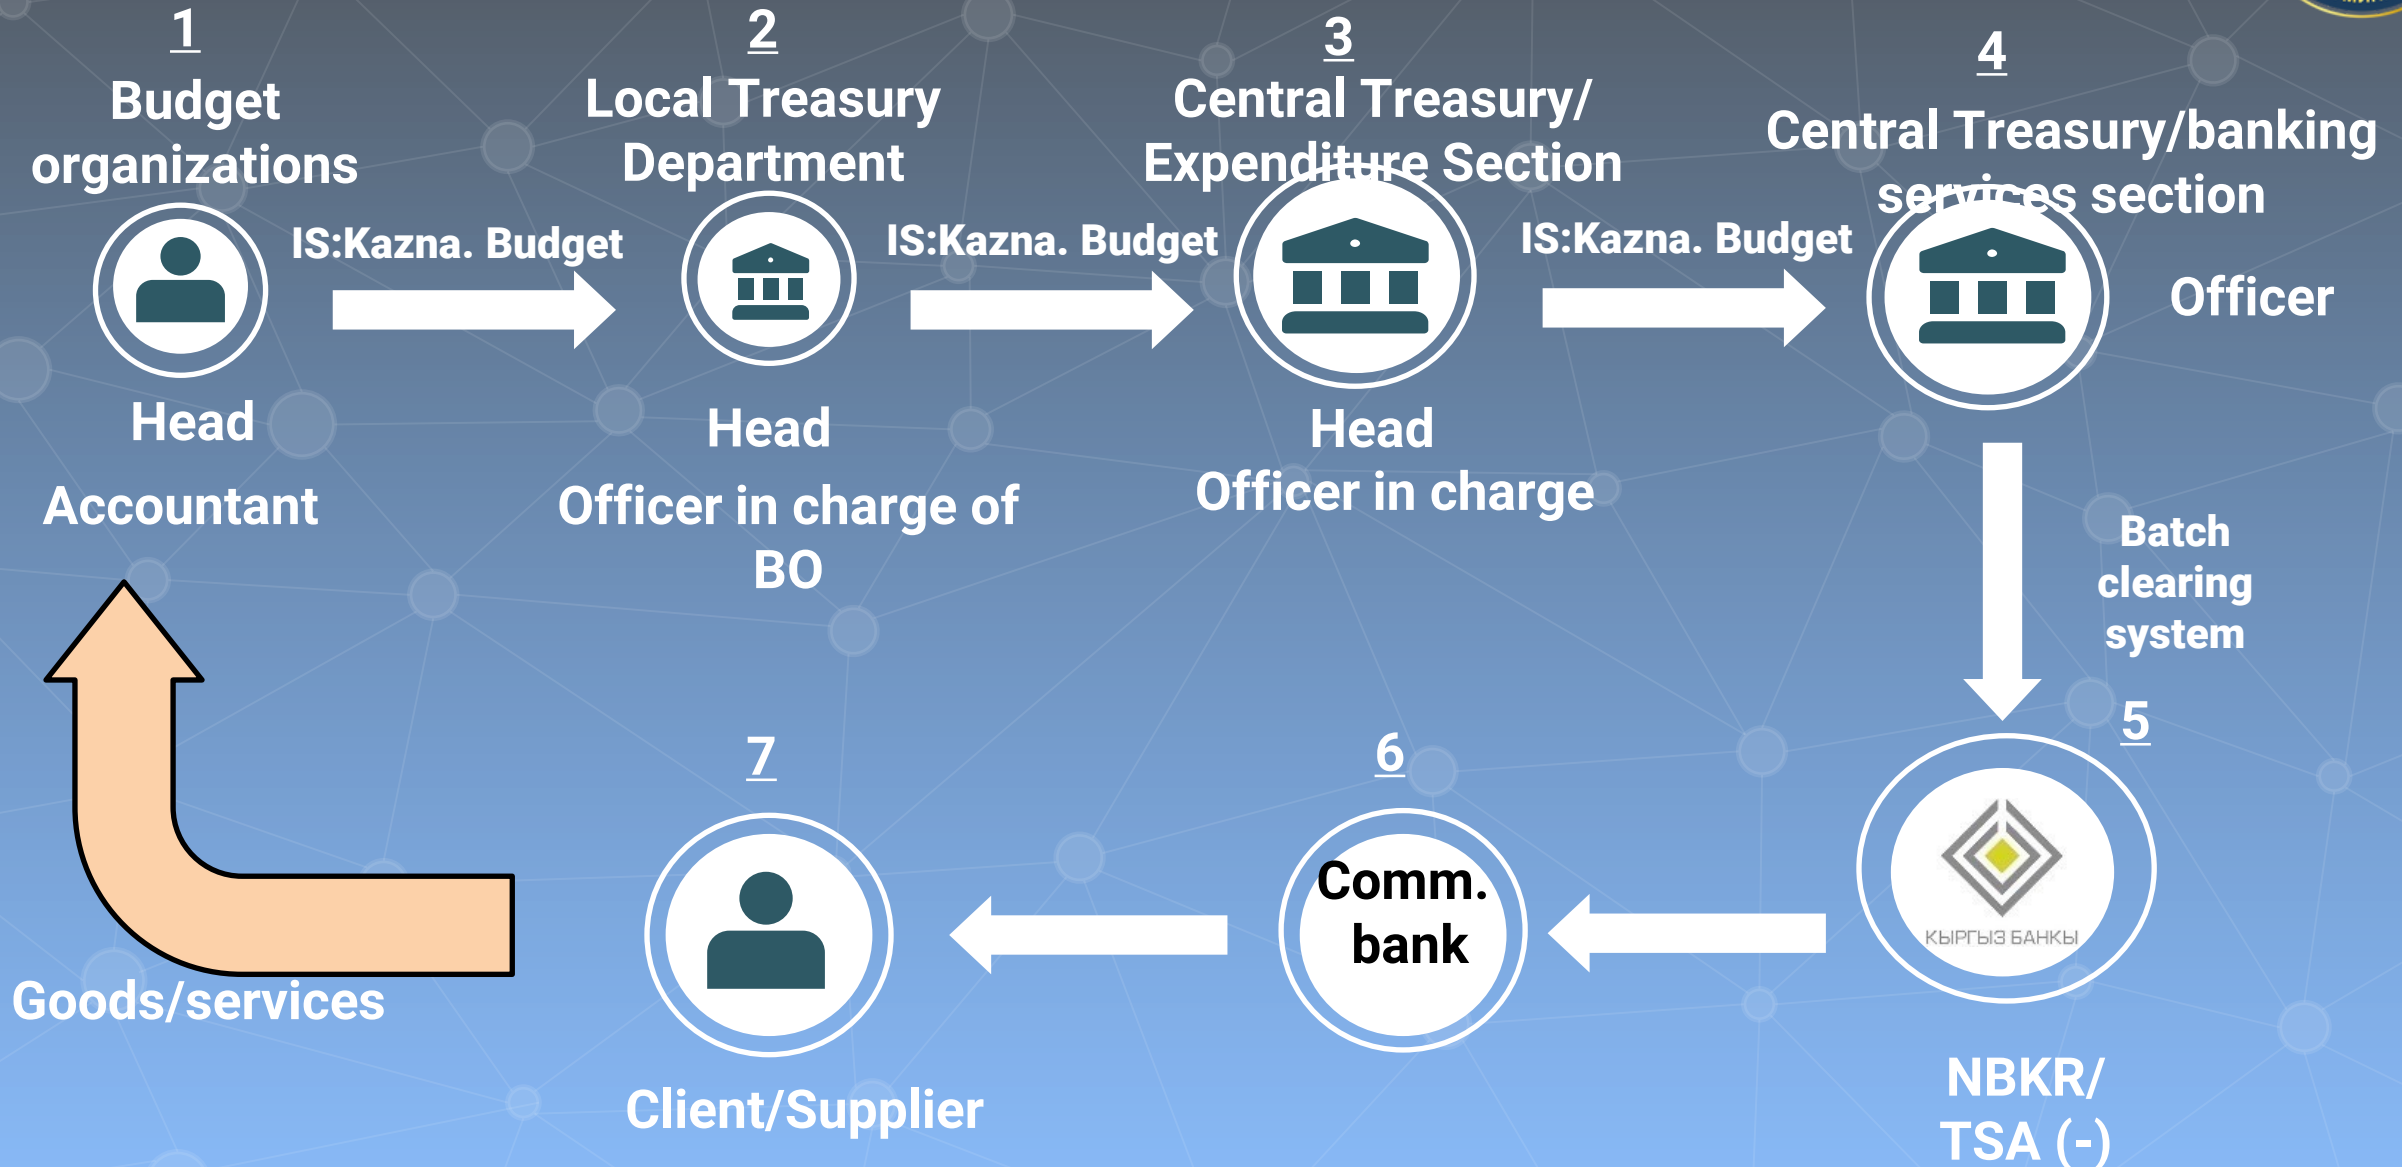 1
Budget
organizations
IS:Kazna. Budget
Head
Accountant
2
Local Treasury
Department
IS:Kazna. Budget
Head
Officer in charge of
BO
3
Central Treasury/
Expenditure Section
IS:Kazna. Budget
Head
Officer in charge
4
Central Treasury/banking
services section
Officer
Batch
clearing
system
5
КЫРГЫЗ БАНКЫ
NBKR/
TSA (-)
6
Comm.
bank
7
Client/Supplier
Goods/services